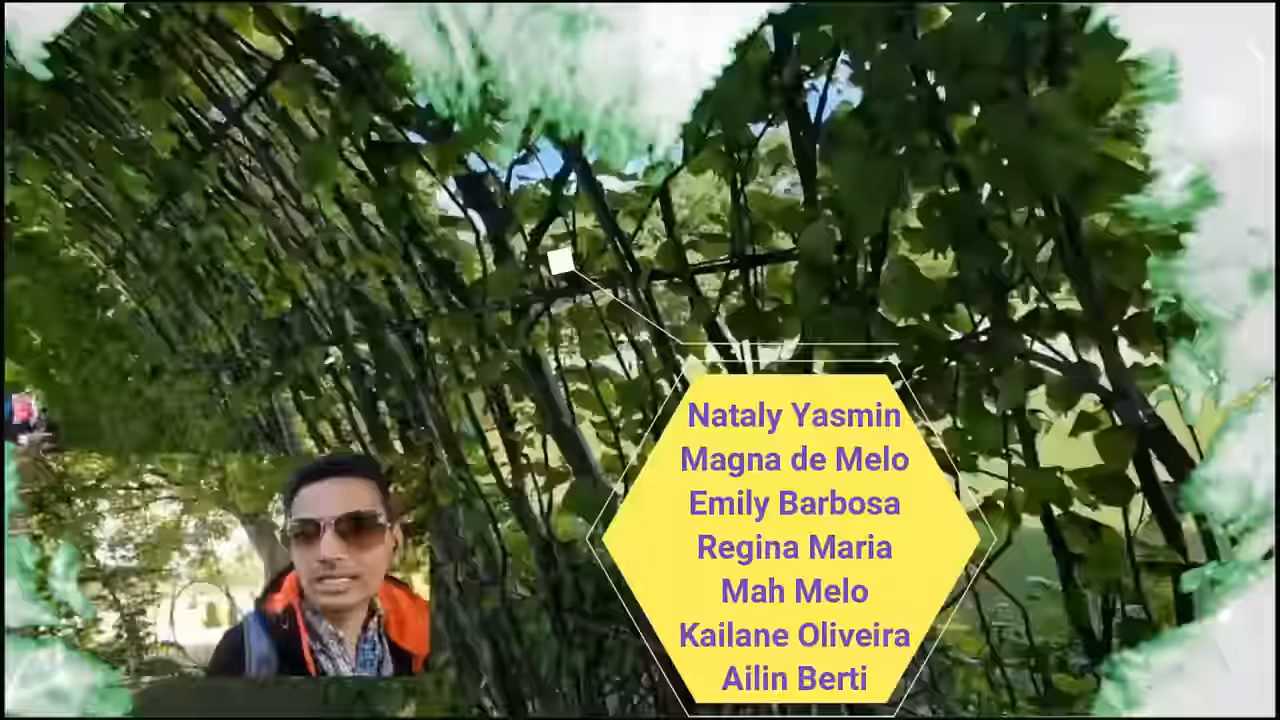 Nataly Yasmin
Magna de Melo
Emily Barbosa
Regina Maria
Mah Melo
Kailane Oliveira
Ailin Berti